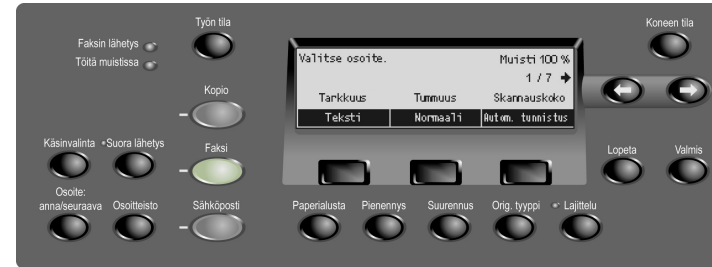 Työn tila
Koneen tila
Faksin lähetys
Töitä muistissa
Valitse osoite.
Muisti 100 %
1 / 7
Tarkkuus
Tummuus
Skannauskoko
Teksti
Normaali
Autom. tunnistus
Kopio
Käsinvalinta
Suora lähetys
Faksi
Lopeta
Valmis
Osoite:
anna/seuraava
Osoitteisto
Sähköposti
Paperialusta
Pienennys
Suurennus
Orig. tyyppi
Lajittelu